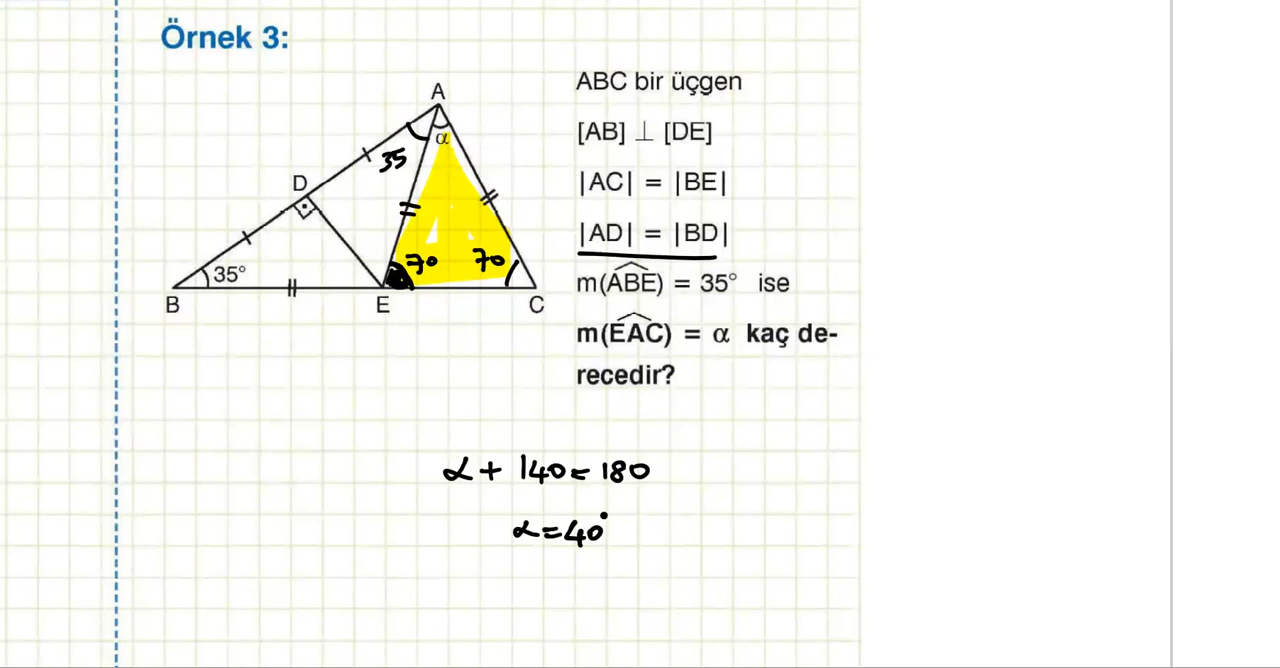 Örnek 3:
A
α
35
D
35°
70
70
B
E
C
ABC bir üçgen
[AB] ⊥ [DE]
|AC| = |BE|
|AD| = |BD|
m(ABE) = 35° ise
m(EAC) = α kaç de-
recedir?
α + 140 = 180
α = 40°